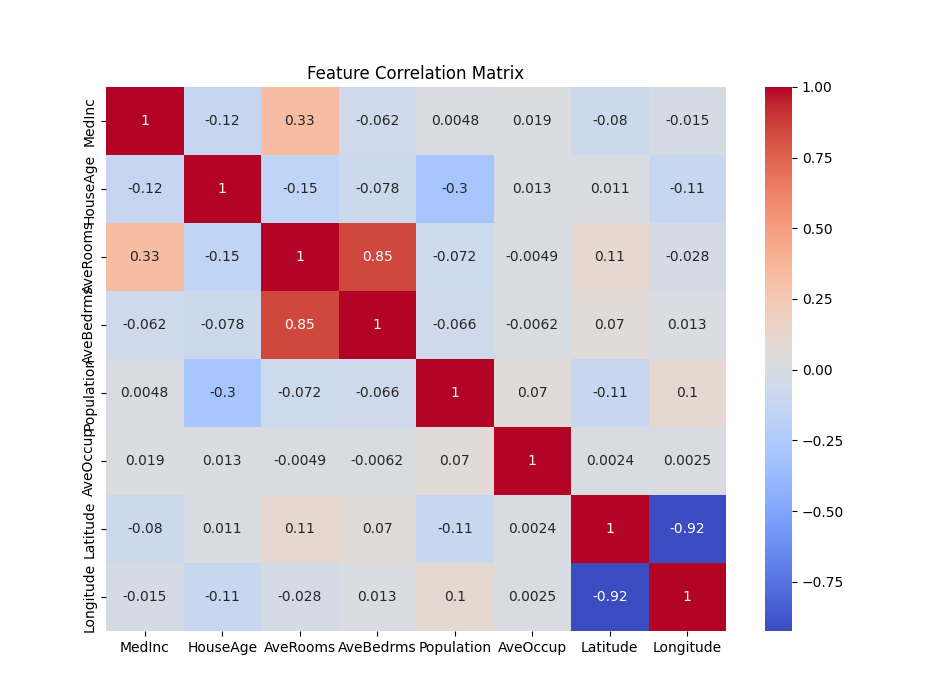 Feature Correlation Matrix
MedInc 1 -0.12 0.33 -0.062 0.0048 0.019 -0.08 -0.015
HouseAge -0.12 1 -0.15 -0.078 -0.3 0.013 0.011 -0.11
AveRooms 0.33 -0.15 1 0.85 -0.072 -0.0049 0.11 -0.028
AveBedrms -0.062 -0.078 0.85 1 -0.066 -0.0062 0.07 0.013
Population 0.0048 -0.3 -0.072 -0.066 1 0.07 -0.11 0.1
AveOccup 0.019 0.013 -0.0049 -0.0062 0.07 1 0.0024 0.0025
Latitude -0.08 0.011 0.11 0.07 -0.11 0.0024 1 -0.92
Longitude -0.015 -0.11 -0.028 0.013 0.1 0.0025 -0.92 1
MedInc HouseAge AveRooms AveBedrms Population AveOccup Latitude Longitude
1.00
0.75
0.50
0.25
0.00
−0.25
−0.50
−0.75